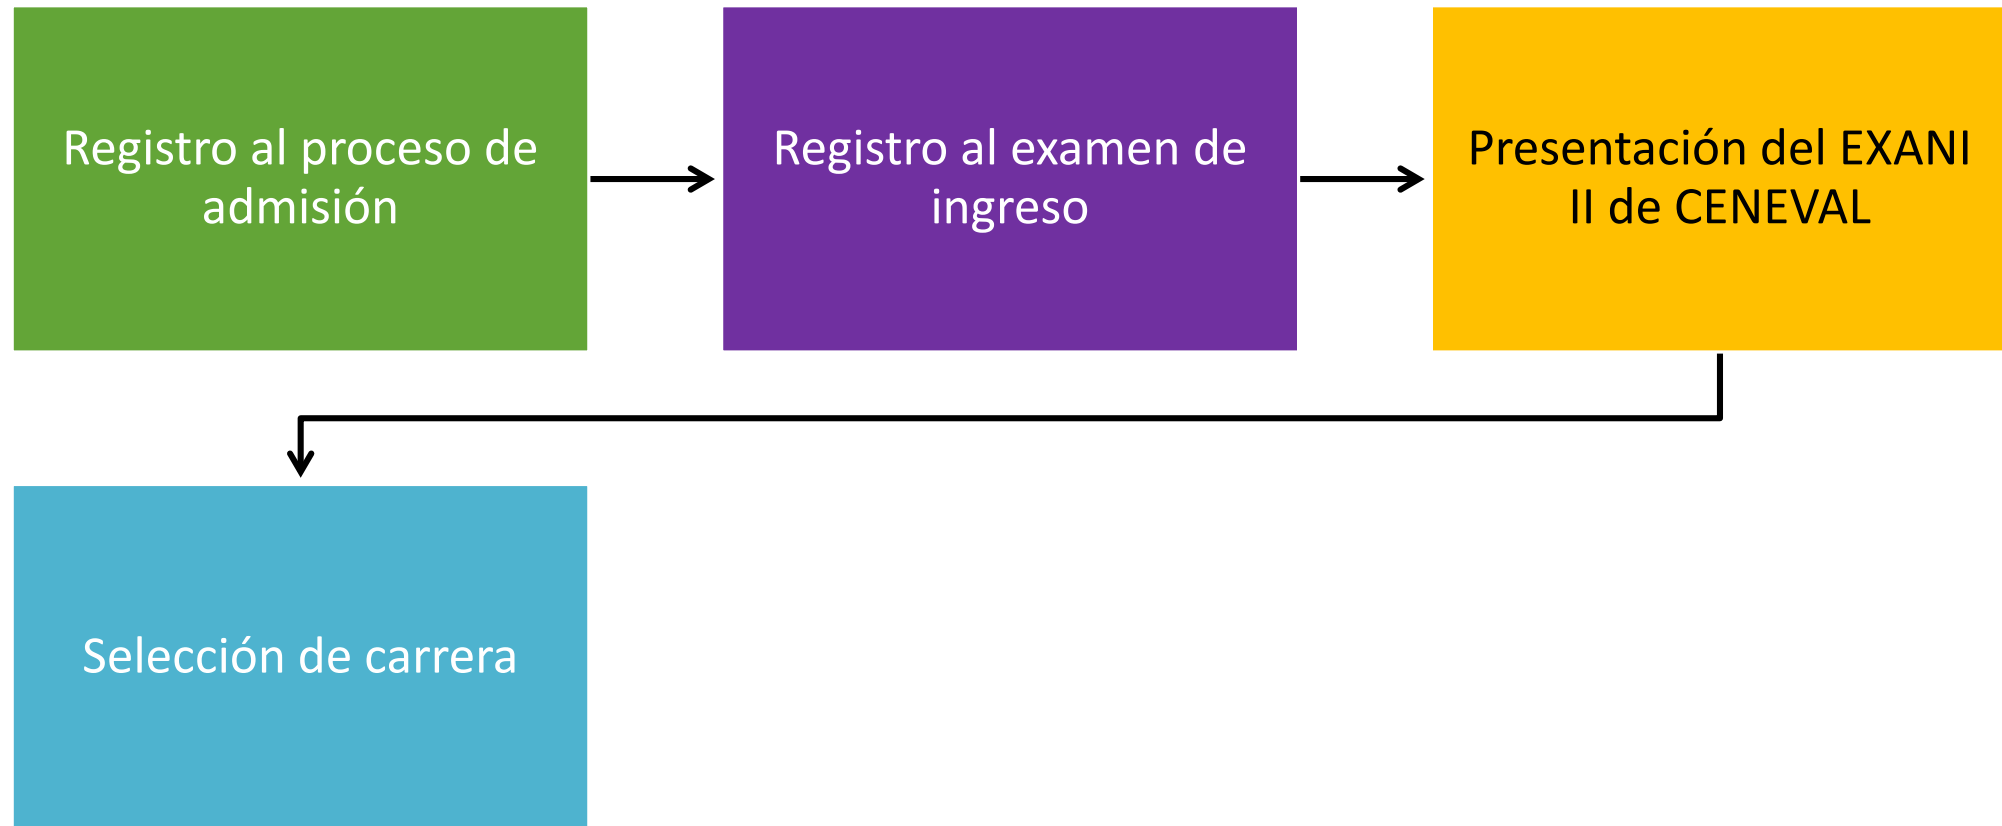 Registro al proceso de
admisión
Registro al examen de
ingreso
Presentación del EXANI
II de CENEVAL
Selección de carrera